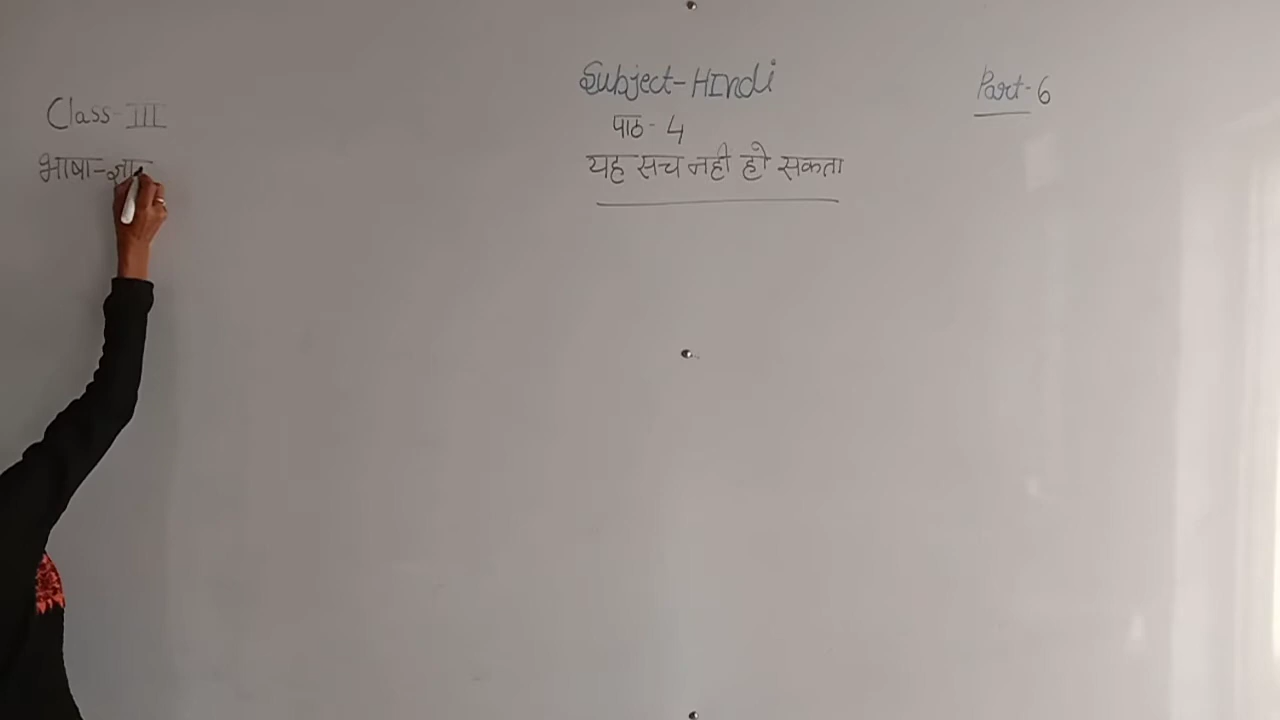 Subject-HIndi
Part-6
Class-III
पाठ-4
यह सच नही हो सकता
भाषा-ज्ञा